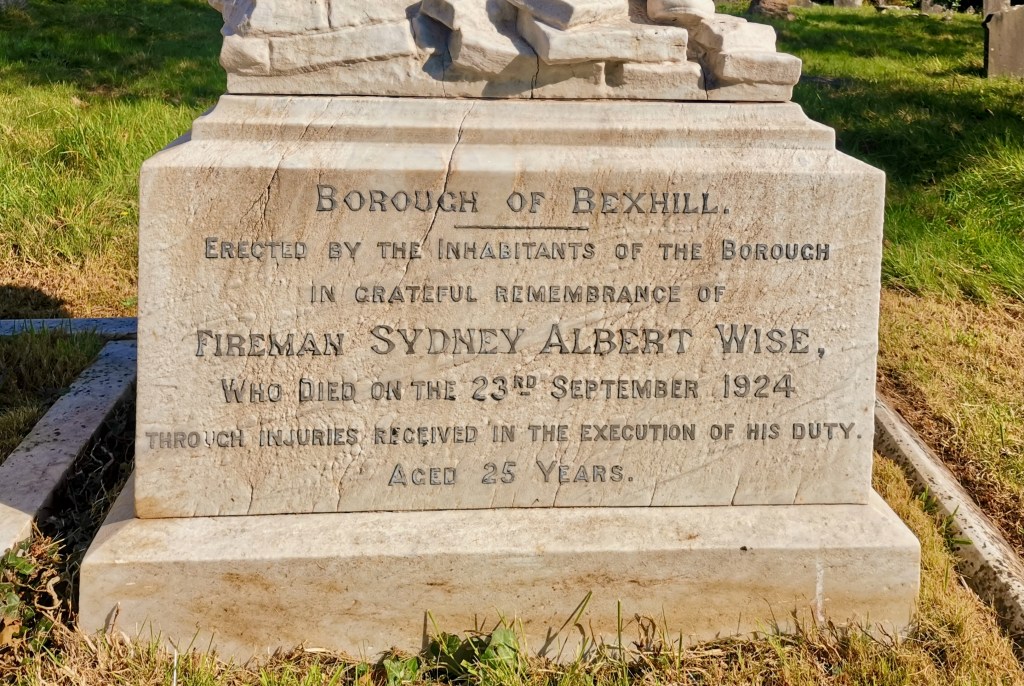 BOROUGH OF BEXHILL.
ERECTED BY THE INHABITANTS OF THE BOROUGH
IN GRATEFUL REMEMBRANCE OF
FIREMAN SYDNEY ALBERT WISE,
WHO DIED ON THE 23RD SEPTEMBER 1924
THROUGH INJURIES RECEIVED IN THE EXECUTION OF HIS DUTY.
AGED 25 YEARS.